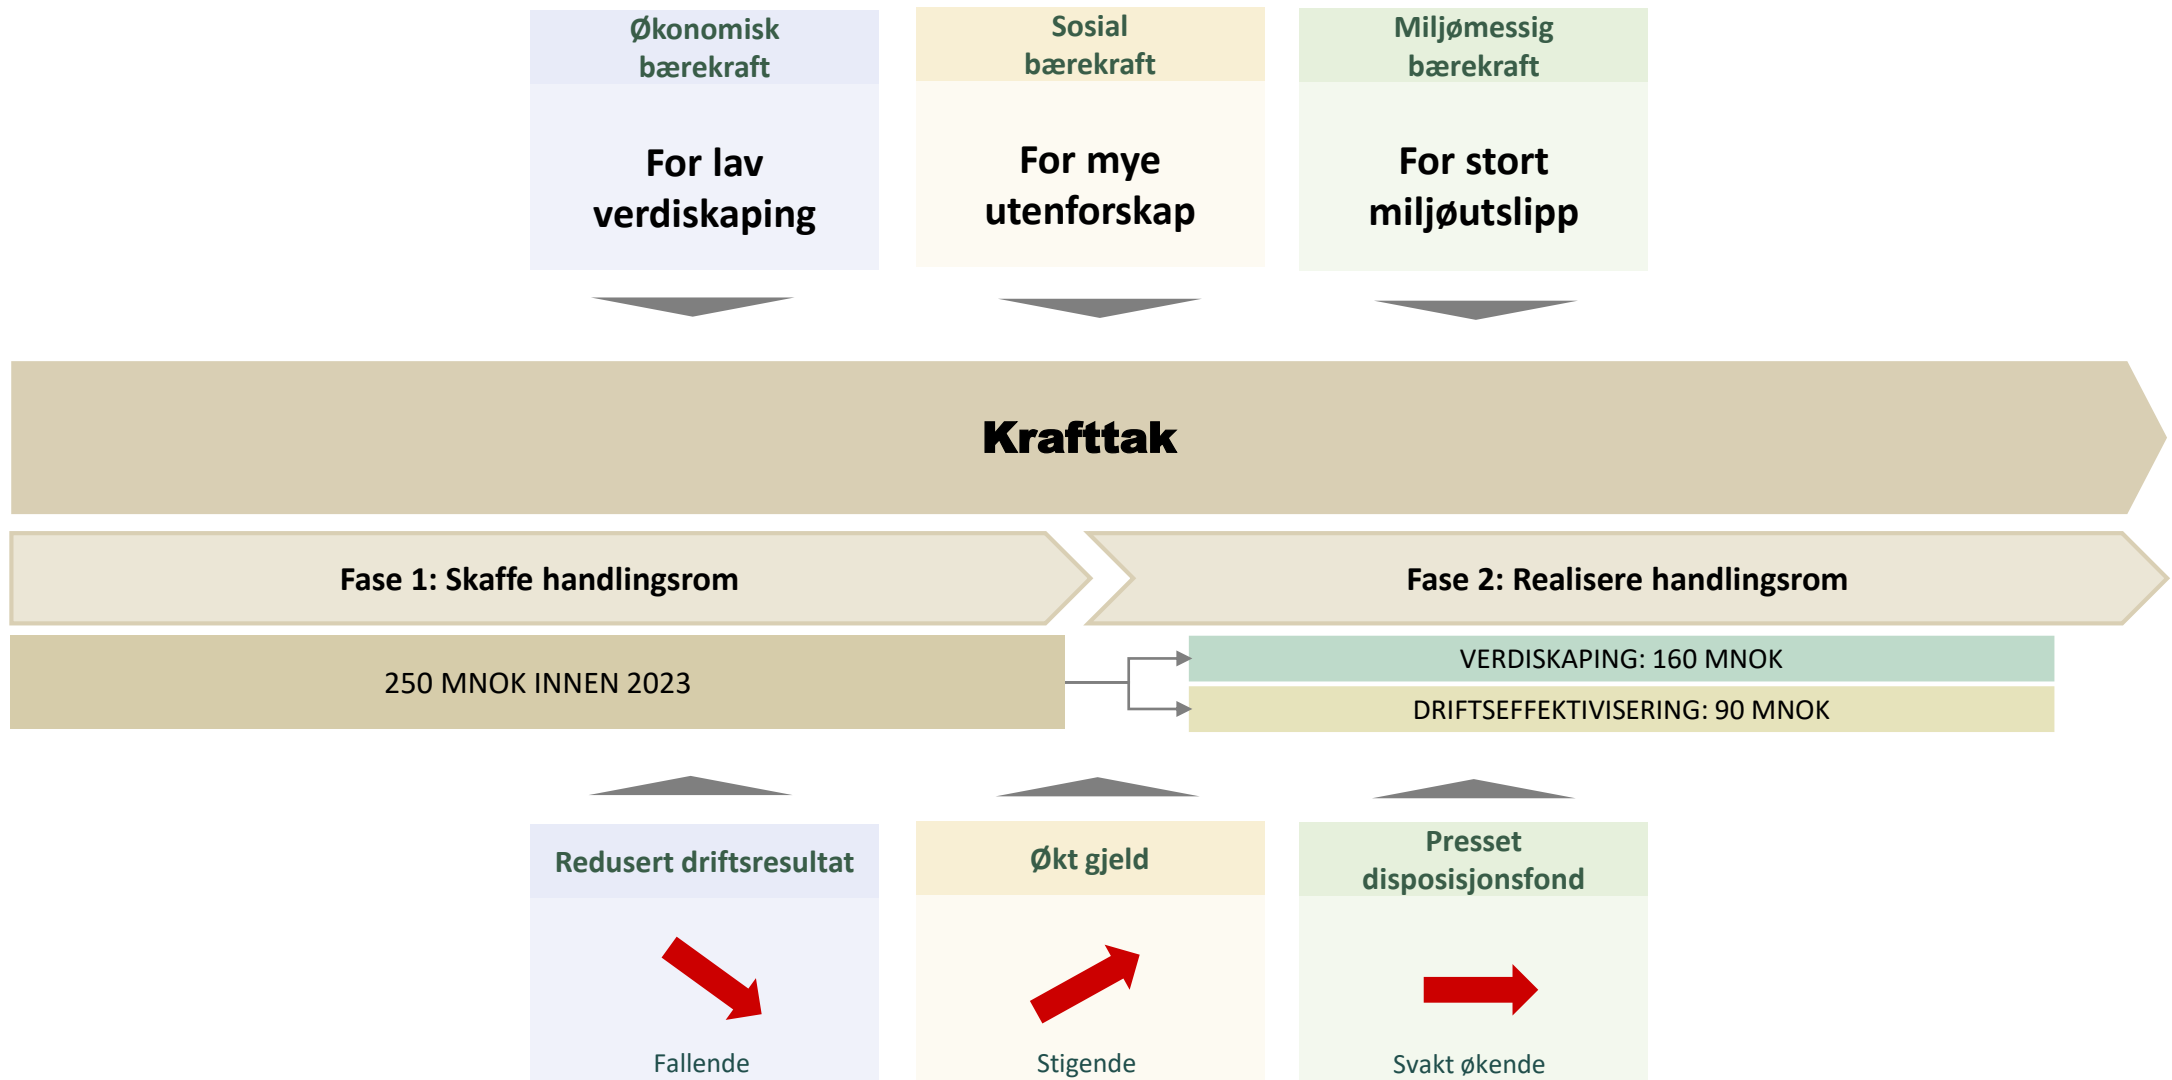 Økonomisk
bærekraft
For lav
verdiskaping
Sosial
bærekraft
For mye
utenforskap
Miljømessig
bærekraft
For stort
miljøutslipp
Krafttak
Fase 1: Skaffe handlingsrom
Fase 2: Realisere handlingsrom
250 MNOK INNEN 2023
VERDISKAPING: 160 MNOK
DRIFTSEFFEKTIVISERING: 90 MNOK
Redusert driftsresultat
Fallende
Økt gjeld
Stigende
Presset
disposisjonsfond
Svakt økende